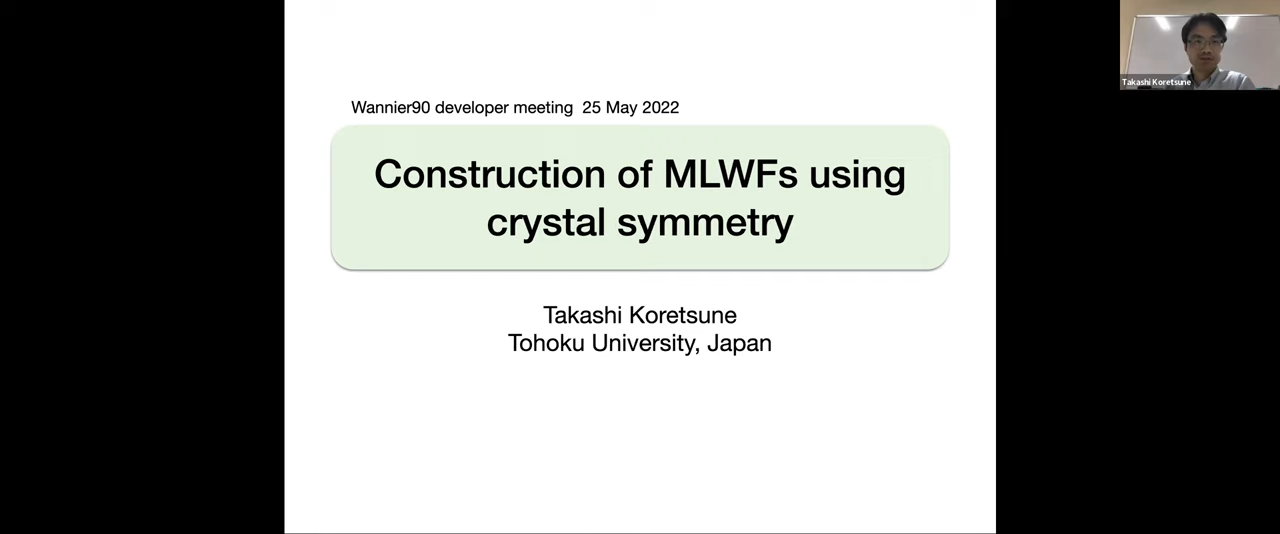 Wannier90 developer meeting 25 May 2022
Construction of MLWFs using
crystal symmetry
Takashi Koretsune
Tohoku University, Japan
Takashi Koretsune